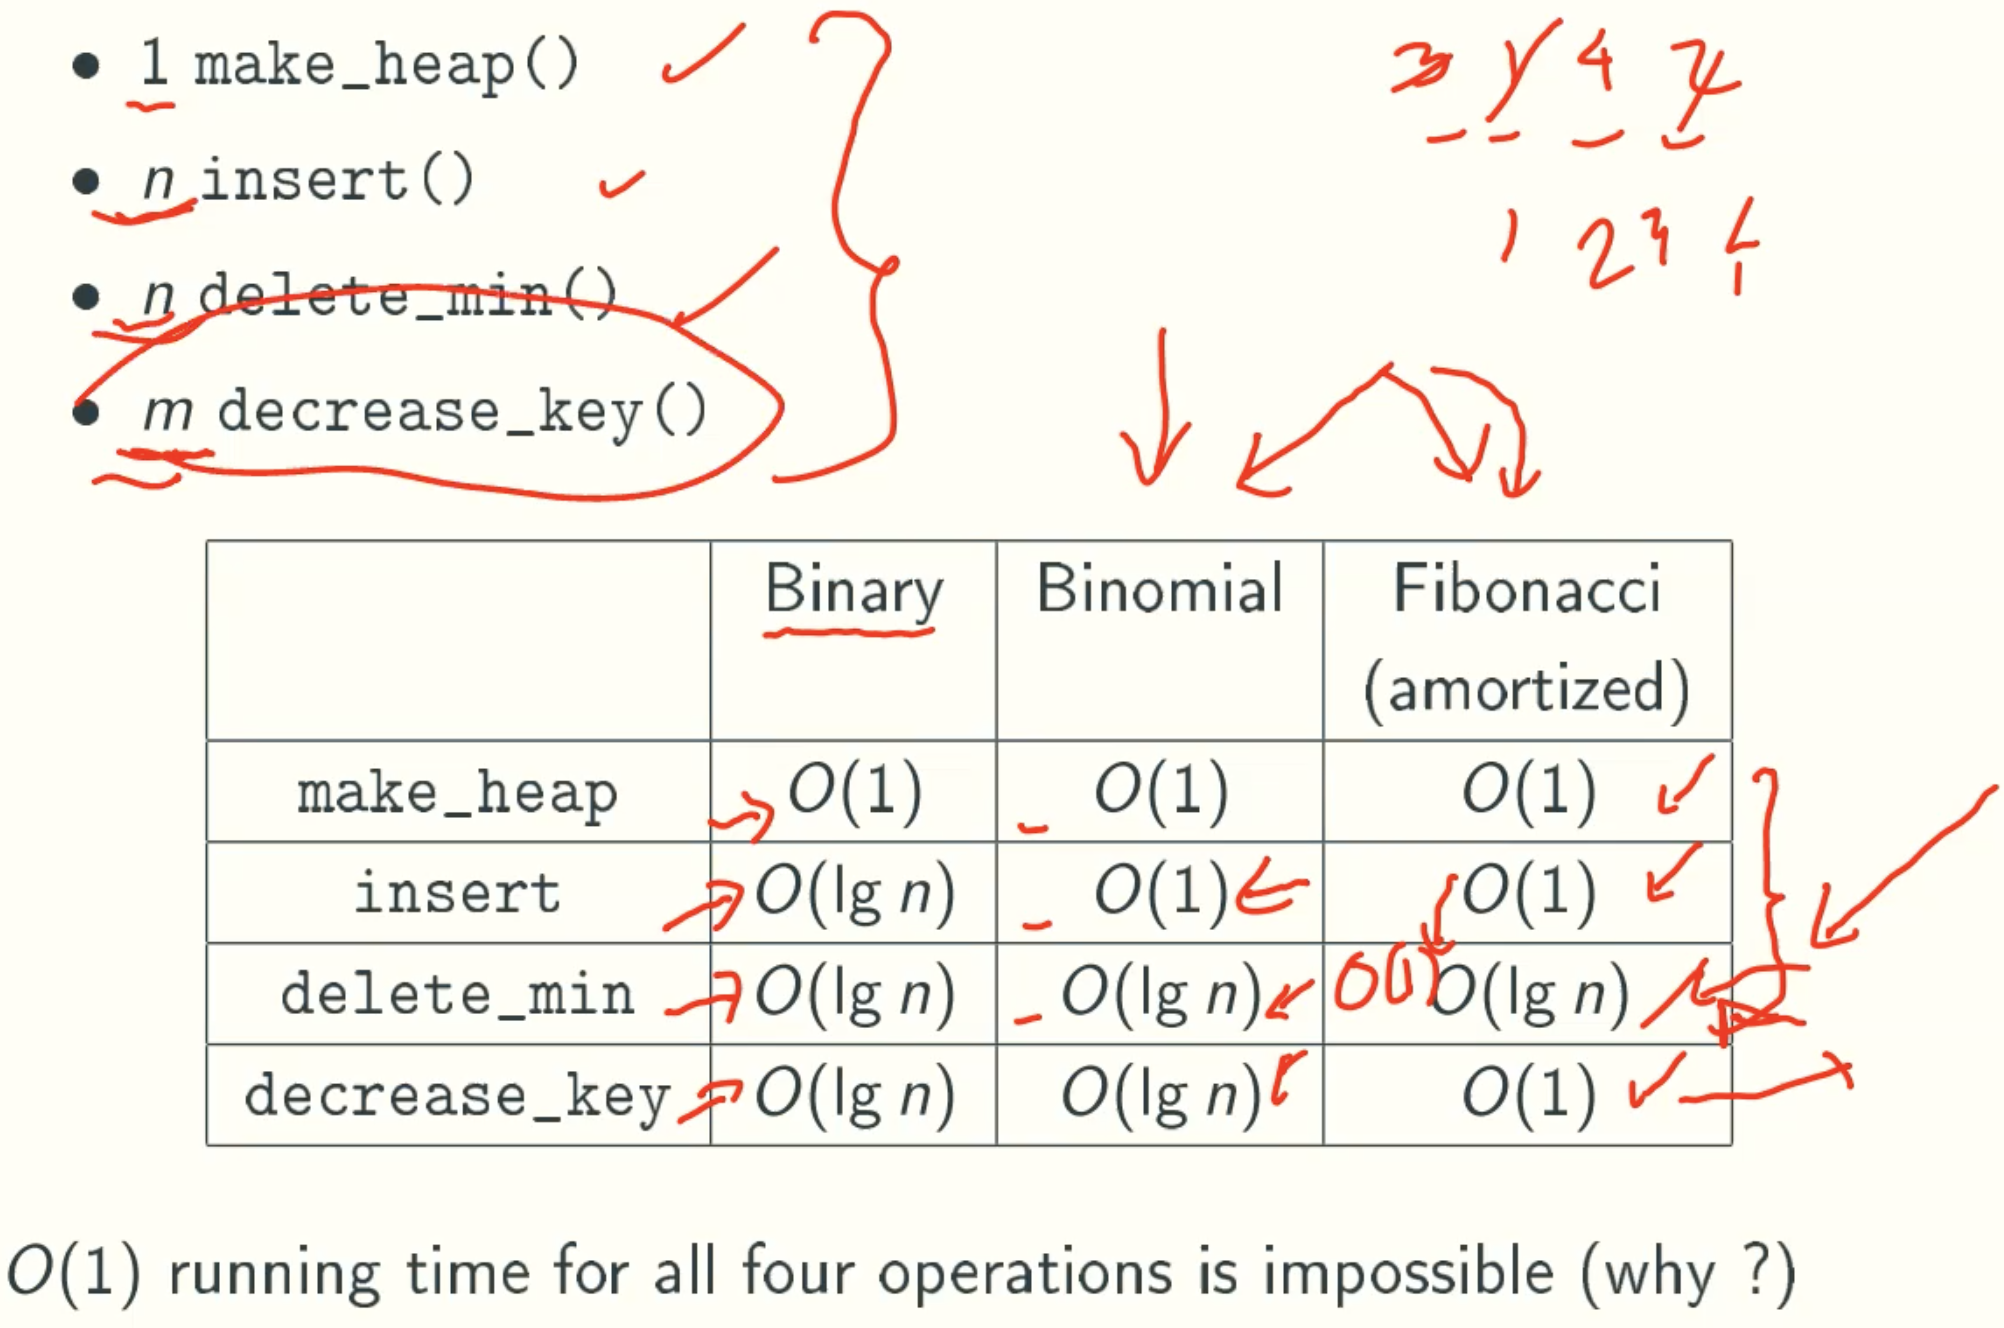 • 1 make_heap()
• n insert()
• n delete_min()
• m decrease_key()
3 1 4 2
1 2 3 4
Binary Binomial Fibonacci
(amortized)
make_heap O(1) O(1) O(1)
insert O(lg n) O(1) O(1)
delete_min O(lg n) O(lg n) O(1) O(lg n)
decrease_key O(lg n) O(lg n) O(1)
O(1) running time for all four operations is impossible (why ?)